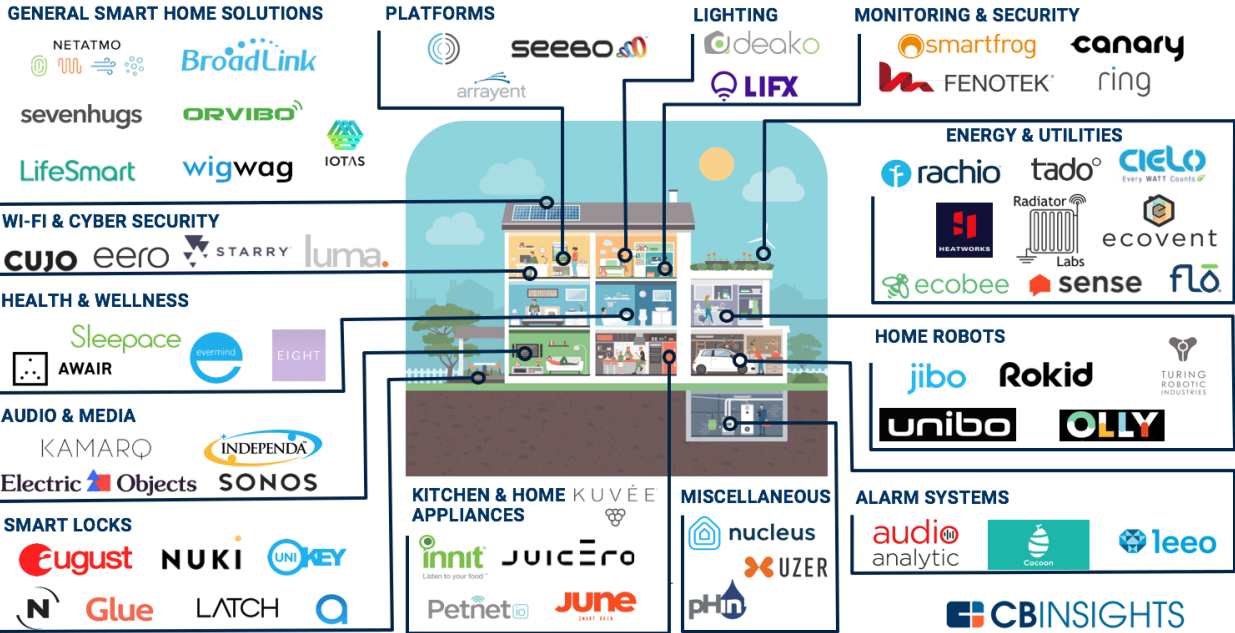 GENERAL SMART HOME SOLUTIONS
NETATMO
BroadLink
sevenhugs
ORVIBO
IOTAS
LifeSmart
wigwag
PLATFORMS
seebo
arrayent
LIGHTING
deako
LIFX
MONITORING & SECURITY
smartfrog
canary
FENOTEK
ring
ENERGY & UTILITIES
rachio
tado°
CIELO
Every WATT Counts
HEATWORKS
Radiator
Labs
ecovent
ecobee
sense
flō
WI-FI & CYBER SECURITY
CUJO
eero
STARRY
luma.
HEALTH & WELLNESS
Sleepace
AWAIR
evermind
EIGHT
HOME ROBOTS
jibo
Rokid
TURING
ROBOTIC
INDUSTRIES
unibo
OLLY
AUDIO & MEDIA
KAMARQ
INDEPENDA™
Electric Objects
SONOS
SMART LOCKS
august
NUKI
UNIKEY
N
Glue
LATCH
a
KITCHEN & HOME
APPLIANCES
KUVÉE
innit
Listen to your food™
JUICERO
Petnet io
JUNE
SMART OVEN
MISCELLANEOUS
nucleus
UZER
pHin
ALARM SYSTEMS
audio
analytic
Cocoon
leeo
CBINSIGHTS